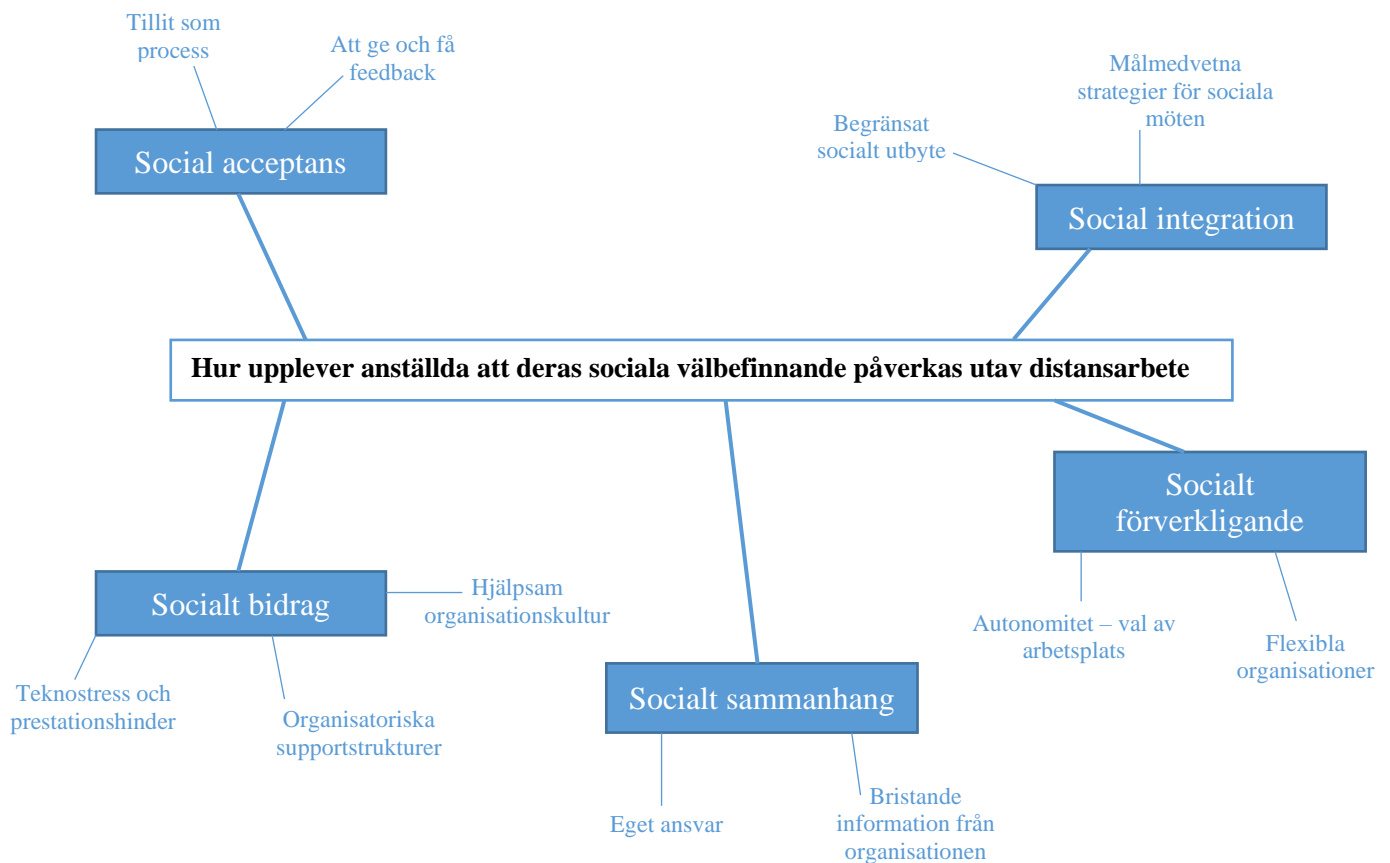 Tillit som
process
Att ge och få
feedback
Social acceptans
Målmedvetna
strategier för sociala
möten
Begränsat
socialt utbyte
Social integration
Hur upplever anställda att deras sociala välbefinnande påverkas utav distansarbete
Socialt
förverkligande
Autonomitet – val av
arbetsplats
Flexibla
organisationer
Socialt bidrag
Hjälpsam
organisationskultur
Teknostress och
prestationshinder
Organisatoriska
supportstrukturer
Socialt sammanhang
Eget ansvar
Bristande
information från
organisationen